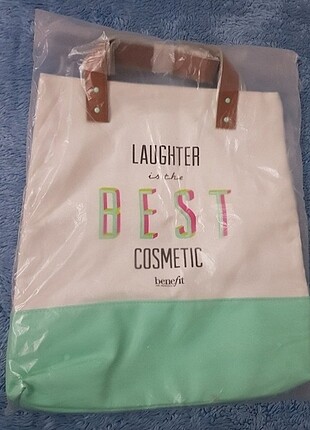 LAUGHTER
is the
BEST
COSMETIC
benefit